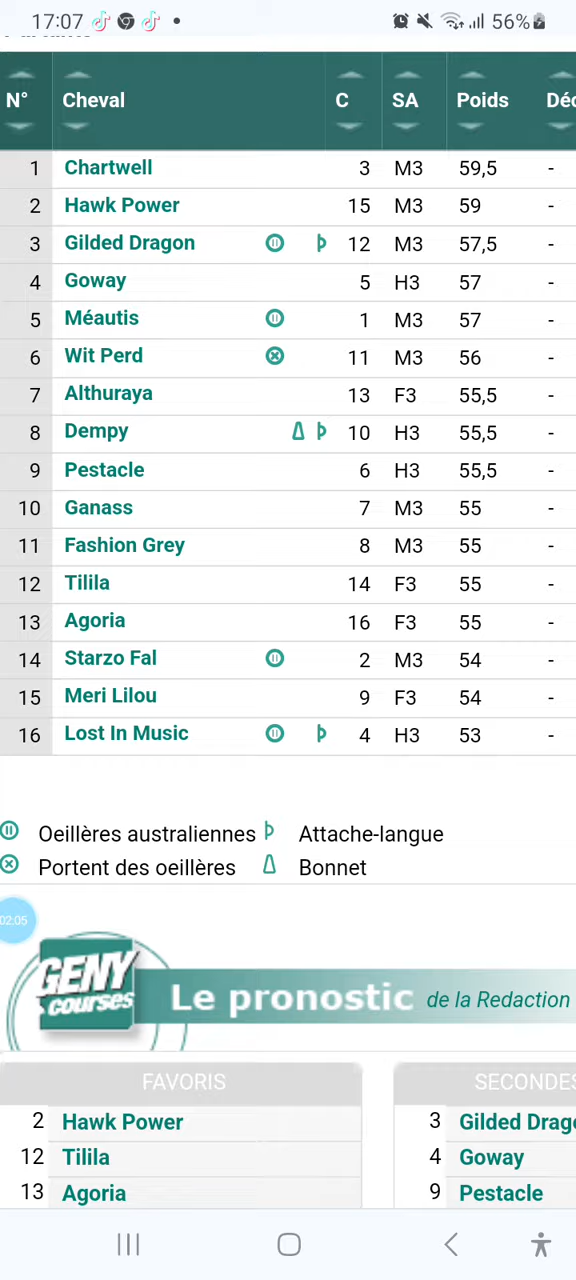 17:07 56%
N° Cheval C SA Poids Déc
1 Chartwell 3 M3 59,5 -
2 Hawk Power 15 M3 59 -
3 Gilded Dragon 12 M3 57,5 -
4 Goway 5 H3 57 -
5 Méautis 1 M3 57 -
6 Wit Perd 11 M3 56 -
7 Althuraya 13 F3 55,5 -
8 Dempy 10 H3 55,5 -
9 Pestacle 6 H3 55,5 -
10 Ganass 7 M3 55 -
11 Fashion Grey 8 M3 55 -
12 Tilila 14 F3 55 -
13 Agoria 16 F3 55 -
14 Starzo Fal 2 M3 54 -
15 Meri Lilou 9 F3 54 -
16 Lost In Music 4 H3 53 -
Oeillères australiennes Attache-langue
Portent des oeillères Bonnet
02:05
GENY
courses
Le pronostic de la Redaction
FAVORIS SECONDES
2 Hawk Power 3 Gilded Drag
12 Tilila 4 Goway
13 Agoria 9 Pestacle